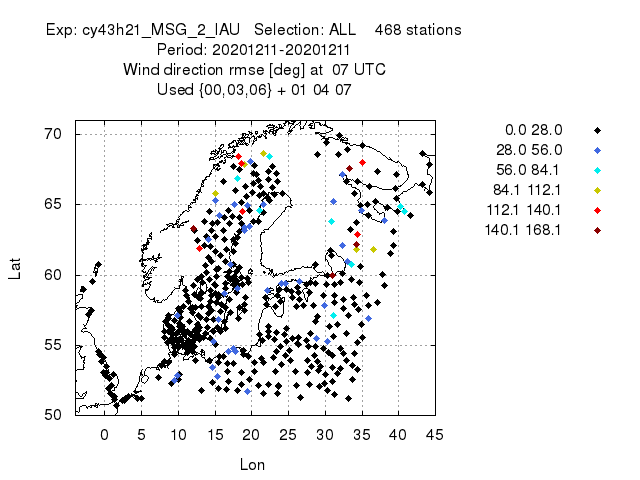 Exp: cy43h21_MSG_2_IAU   Selection: ALL    468 stations
Period: 20201211-20201211
Wind direction rmse [deg] at  07 UTC
Used {00,03,06} + 01 04 07
0.0 28.0
28.0 56.0
56.0 84.1
84.1 112.1
112.1 140.1
140.1 168.1
70
65
60
55
50
Lat
0 5 10 15 20 25 30 35 40 45
Lon